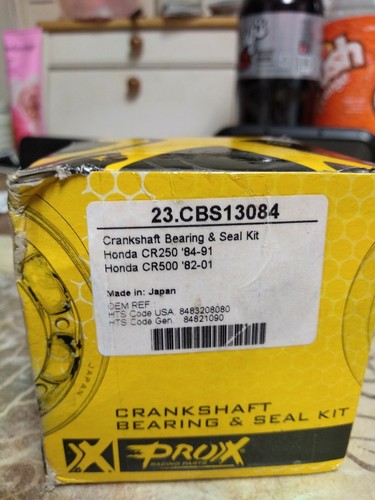 23.CBS13084
Crankshaft Bearing & Seal Kit
Honda CR250 '84-91
Honda CR500 '82-01
Made in: Japan
OEM REF
HTS Code USA 8483208080
HTS Code Gen. 84821090
JAPAN
CRANKSHAFT
BEARING & SEAL KIT
PROX
RACING PARTS